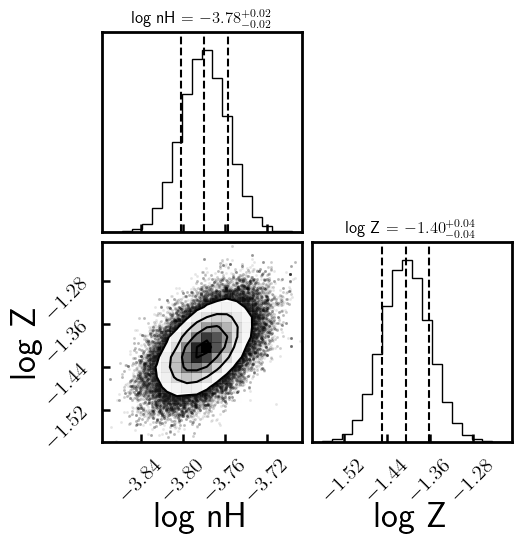 log nH = −3.78+0.02 −0.02
log Z = −1.40+0.04 −0.04
log Z
−1.28
−1.36
−1.44
−1.52
−3.84 −3.80 −3.76 −3.72
−1.52 −1.44 −1.36 −1.28
log nH
log Z